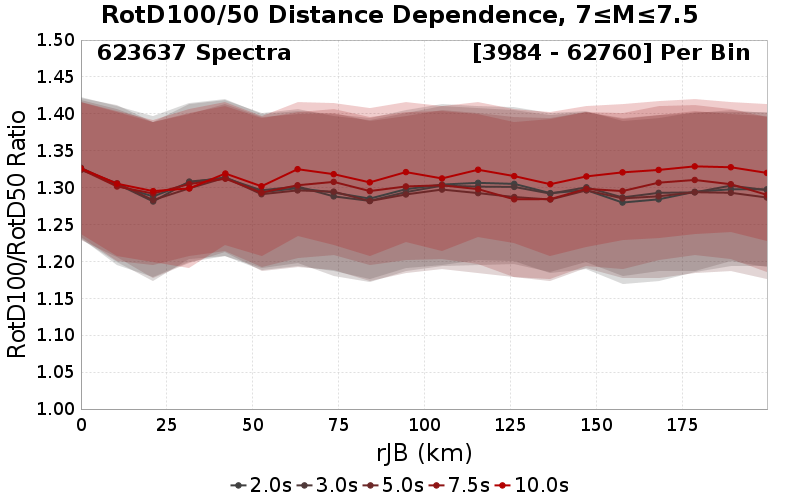 RotD100/50 Distance Dependence, 7≤M≤7.5
623637 Spectra
[3984 - 62760] Per Bin
RotD100/RotD50 Ratio
1.50
1.45
1.40
1.35
1.30
1.25
1.20
1.15
1.10
1.05
1.00
0 25 50 75 100 125 150 175
rJB (km)
2.0s 3.0s 5.0s 7.5s 10.0s